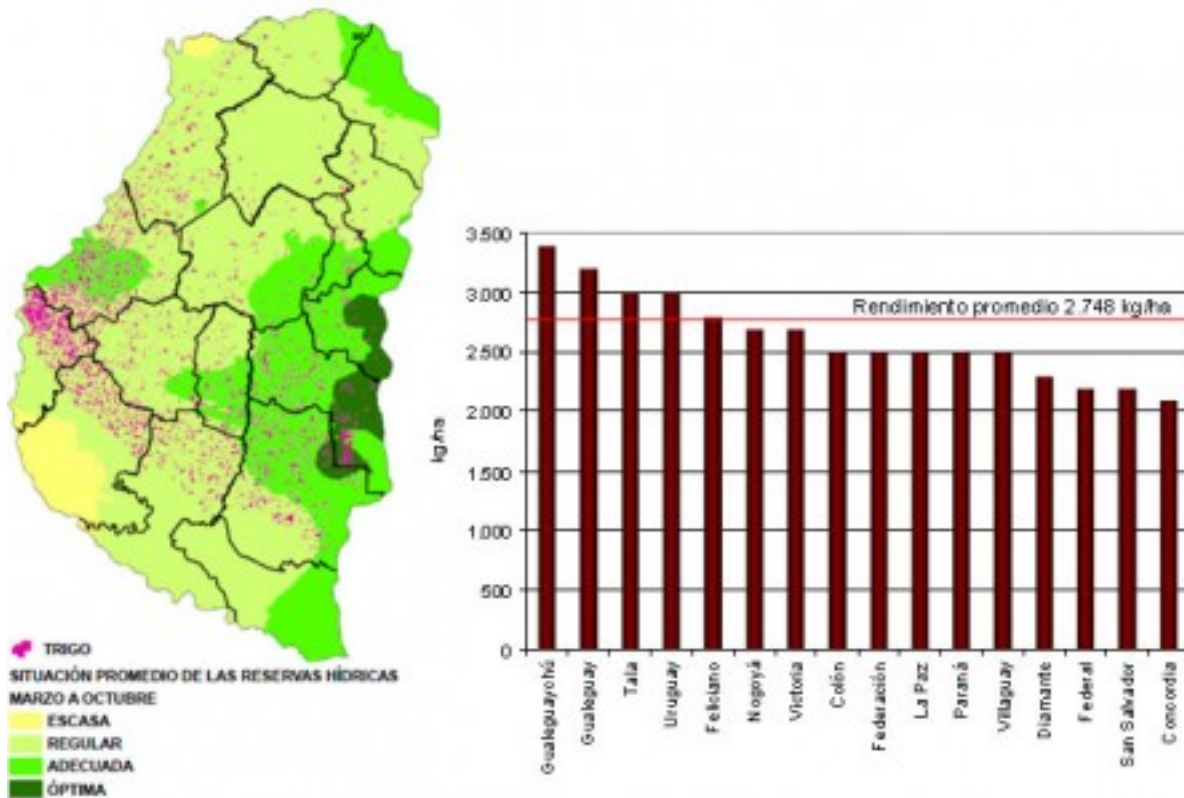 TRIGO
SITUACIÓN PROMEDIO DE LAS RESERVAS HÍDRICAS
MARZO A OCTUBRE
ESCASA
REGULAR
ADECUADA
ÓPTIMA
kg/ha
3.500
3.000
2.500
2.000
1.500
1.000
500
0
Rendimiento promedio 2.748 kg/ha
Gualeguaychú
Gualeguay
Tala
Uruguay
Feliciano
Nogoyá
Victoria
Colón
Federación
La Paz
Paraná
Villaguay
Diamante
Federal
San Salvador
Concordia